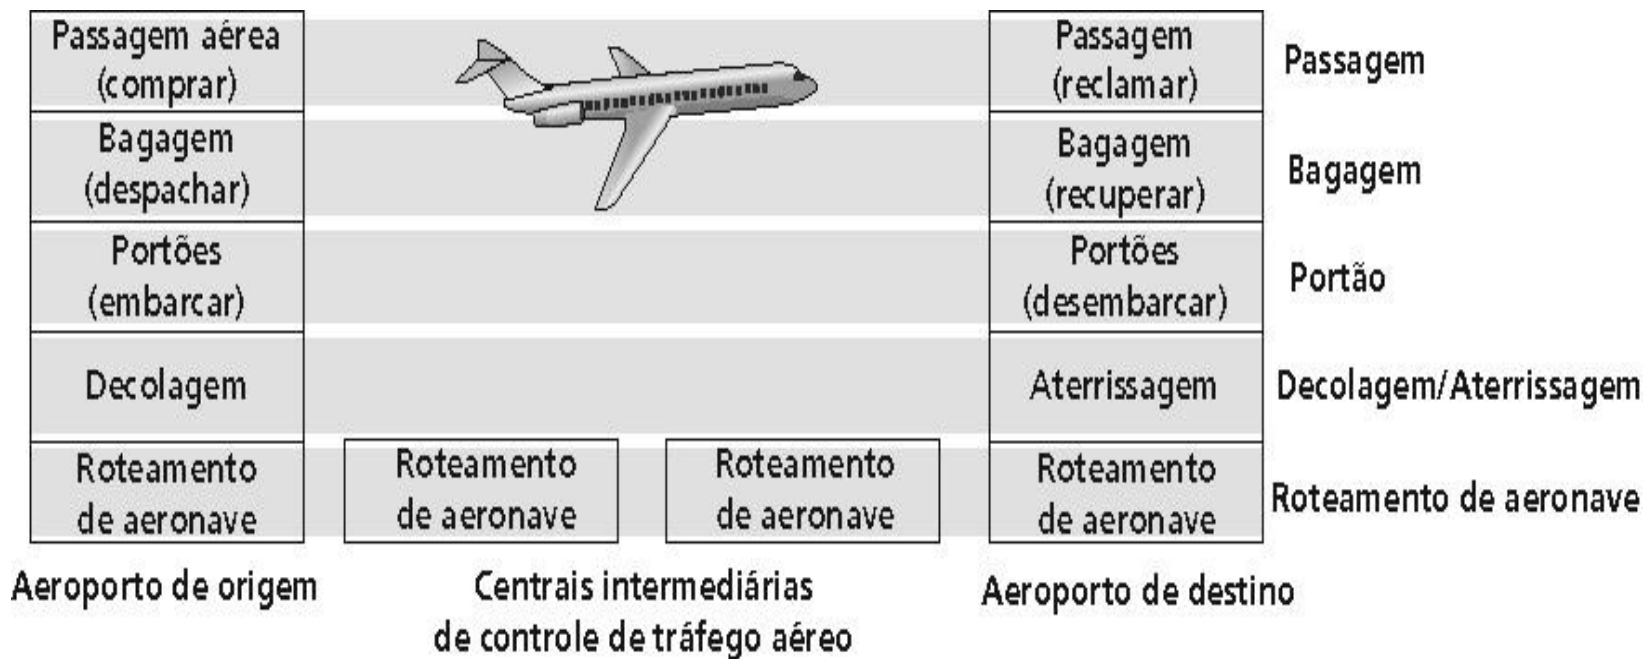 Passagem aérea
(comprar)
Passagem
(reclamar)
Passagem
Bagagem
(despachar)
Bagagem
(recuperar)
Bagagem
Portões
(embarcar)
Portões
(desembarcar)
Portão
Decolagem
Aterrissagem
Decolagem/Aterrissagem
Roteamento
de aeronave
Roteamento
de aeronave
Roteamento
de aeronave
Roteamento
de aeronave
Roteamento de aeronave
Aeroporto de origem
Centrais intermediárias
de controle de tráfego aéreo
Aeroporto de destino